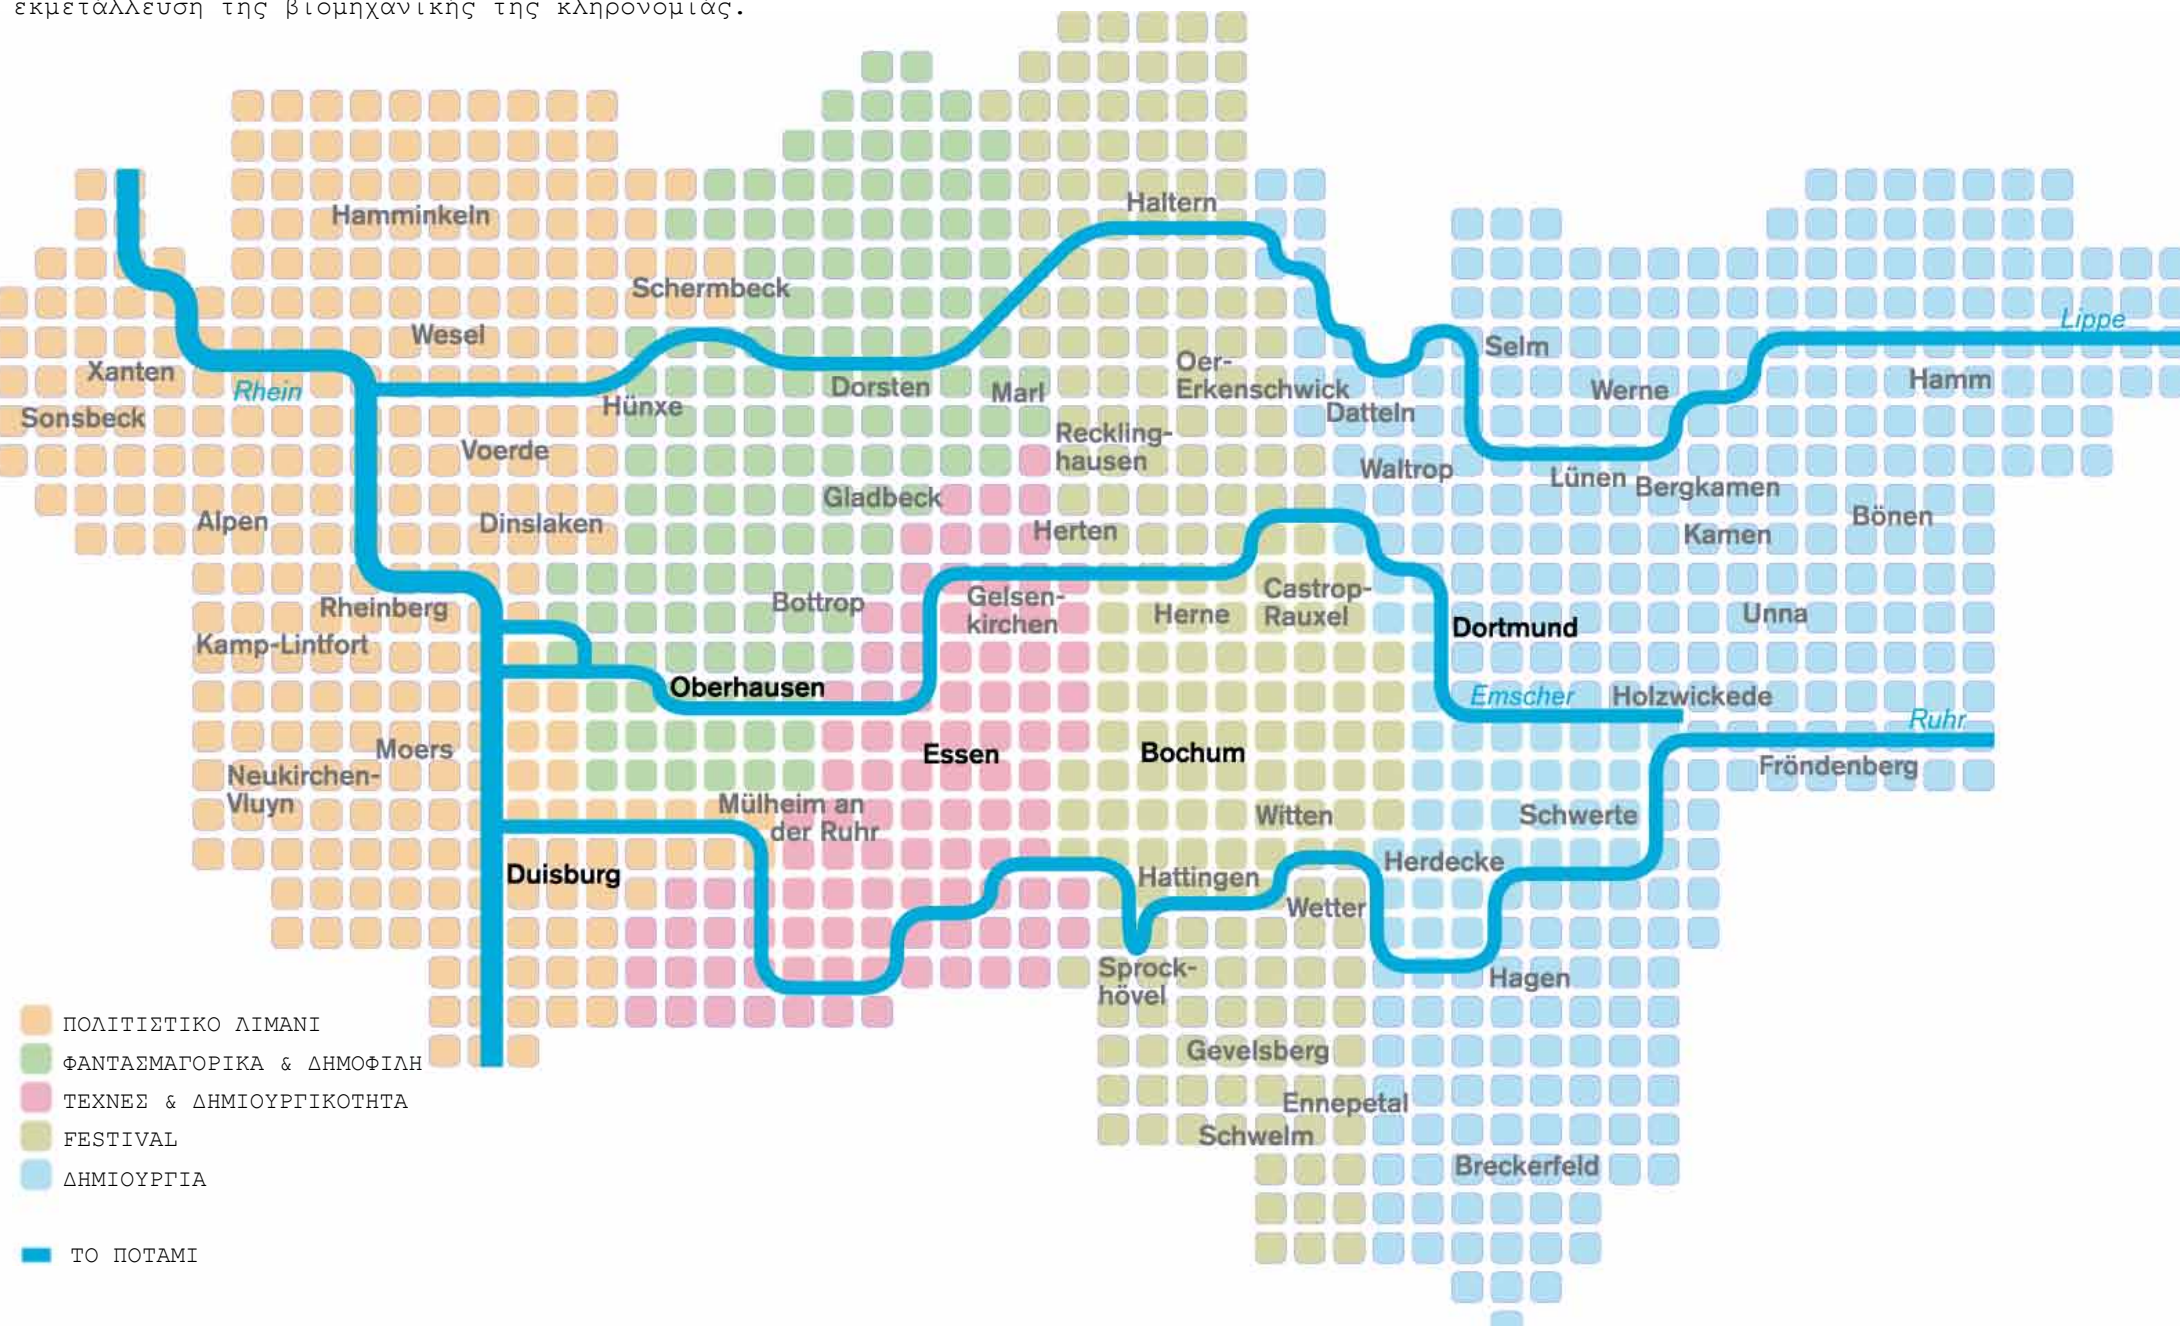 εκμετάλλευση της βιομηχανικής της κληρονομιάς.
Haltern
Hamminkeln
Schermbeck
Lippe
Wesel
Selm
Xanten
Rhein
Oer-
Erkenschwick
Dorsten
Marl
Werne
Hamm
Hünxe
Datteln
Sonsbeck
Reckling-
hausen
Voerde
Waltrop
Lünen
Bergkamen
Gladbeck
Alpen
Dinslaken
Herten
Kamen
Bönen
Rheinberg
Bottrop
Gelsen-
kirchen
Herne
Castrop-
Rauxel
Dortmund
Unna
Kamp-Lintfort
Oberhausen
Emscher
Holzwickede
Ruhr
Moers
Essen
Bochum
Fröndenberg
Neukirchen-
Vluyn
Mülheim an
der Ruhr
Witten
Schwerte
Duisburg
Hattingen
Herdecke
Wetter
Sprock-
hövel
Hagen
Gevelsberg
Ennepetal
Schwelm
Breckerfeld
ΠΟΛΙΤΙΣΤΙΚΟ ΛΙΜΑΝΙ
ΦΑΝΤΑΣΜΑΓΟΡΙΚΑ & ΔΗΜΟΦΙΛΗ
ΤΕΧΝΕΣ & ΔΗΜΙΟΥΡΓΙΚΟΤΗΤΑ
FESTIVAL
ΔΗΜΙΟΥΡΓΙΑ
ΤΟ ΠΟΤΑΜΙ